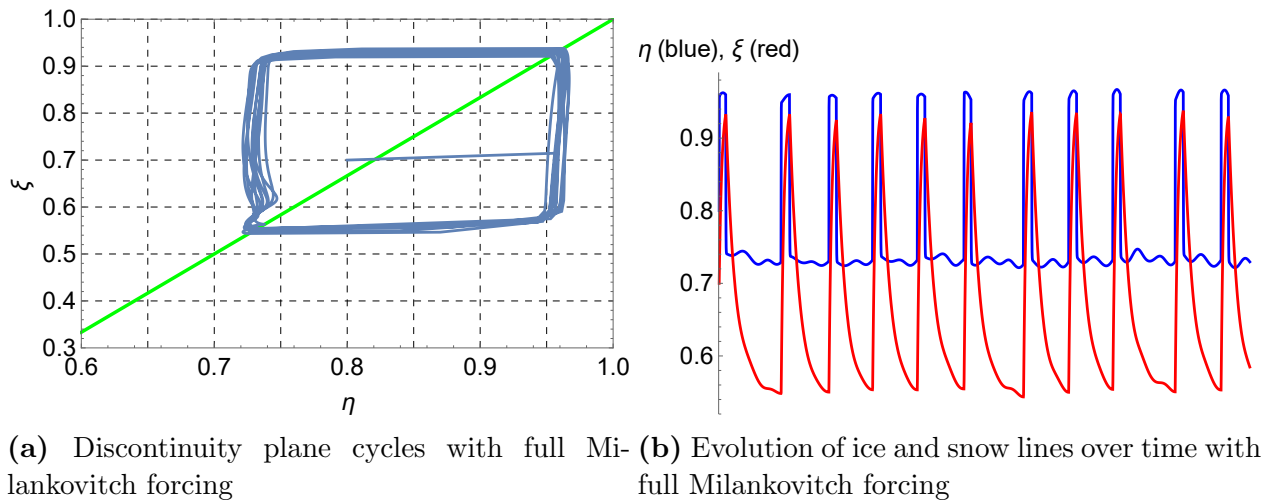 1.0
0.9
0.8
0.7
0.6
0.5
0.4
0.3
0.6
0.7
0.8
0.9
1.0
ξ
η
η (blue), ξ (red)
0.9
0.8
0.7
0.6
(a) Discontinuity plane cycles with full Mi-
lankovitch forcing
(b) Evolution of ice and snow lines over time with
full Milankovitch forcing